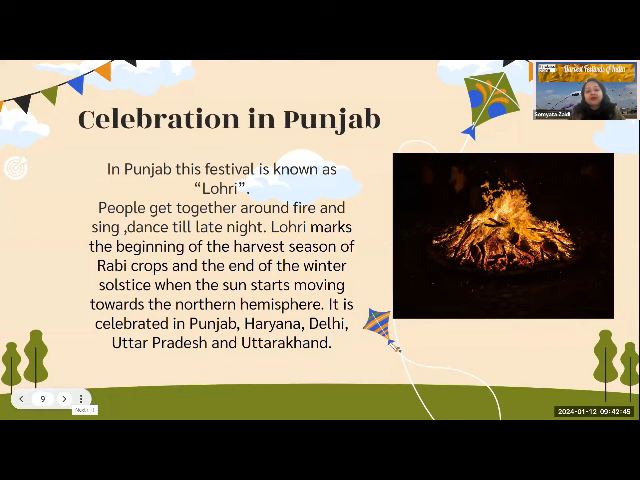 Harvest Festivals of India
Somyata Zaidi
Celebration in Punjab
In Punjab this festival is known as
“Lohri”.
People get together around fire and
sing ,dance till late night. Lohri marks
the beginning of the harvest season of
Rabi crops and the end of the winter
solstice when the sun starts moving
towards the northern hemisphere. It is
celebrated in Punjab, Haryana, Delhi,
Uttar Pradesh and Uttarakhand.
9
2024-01-12 09:42:45